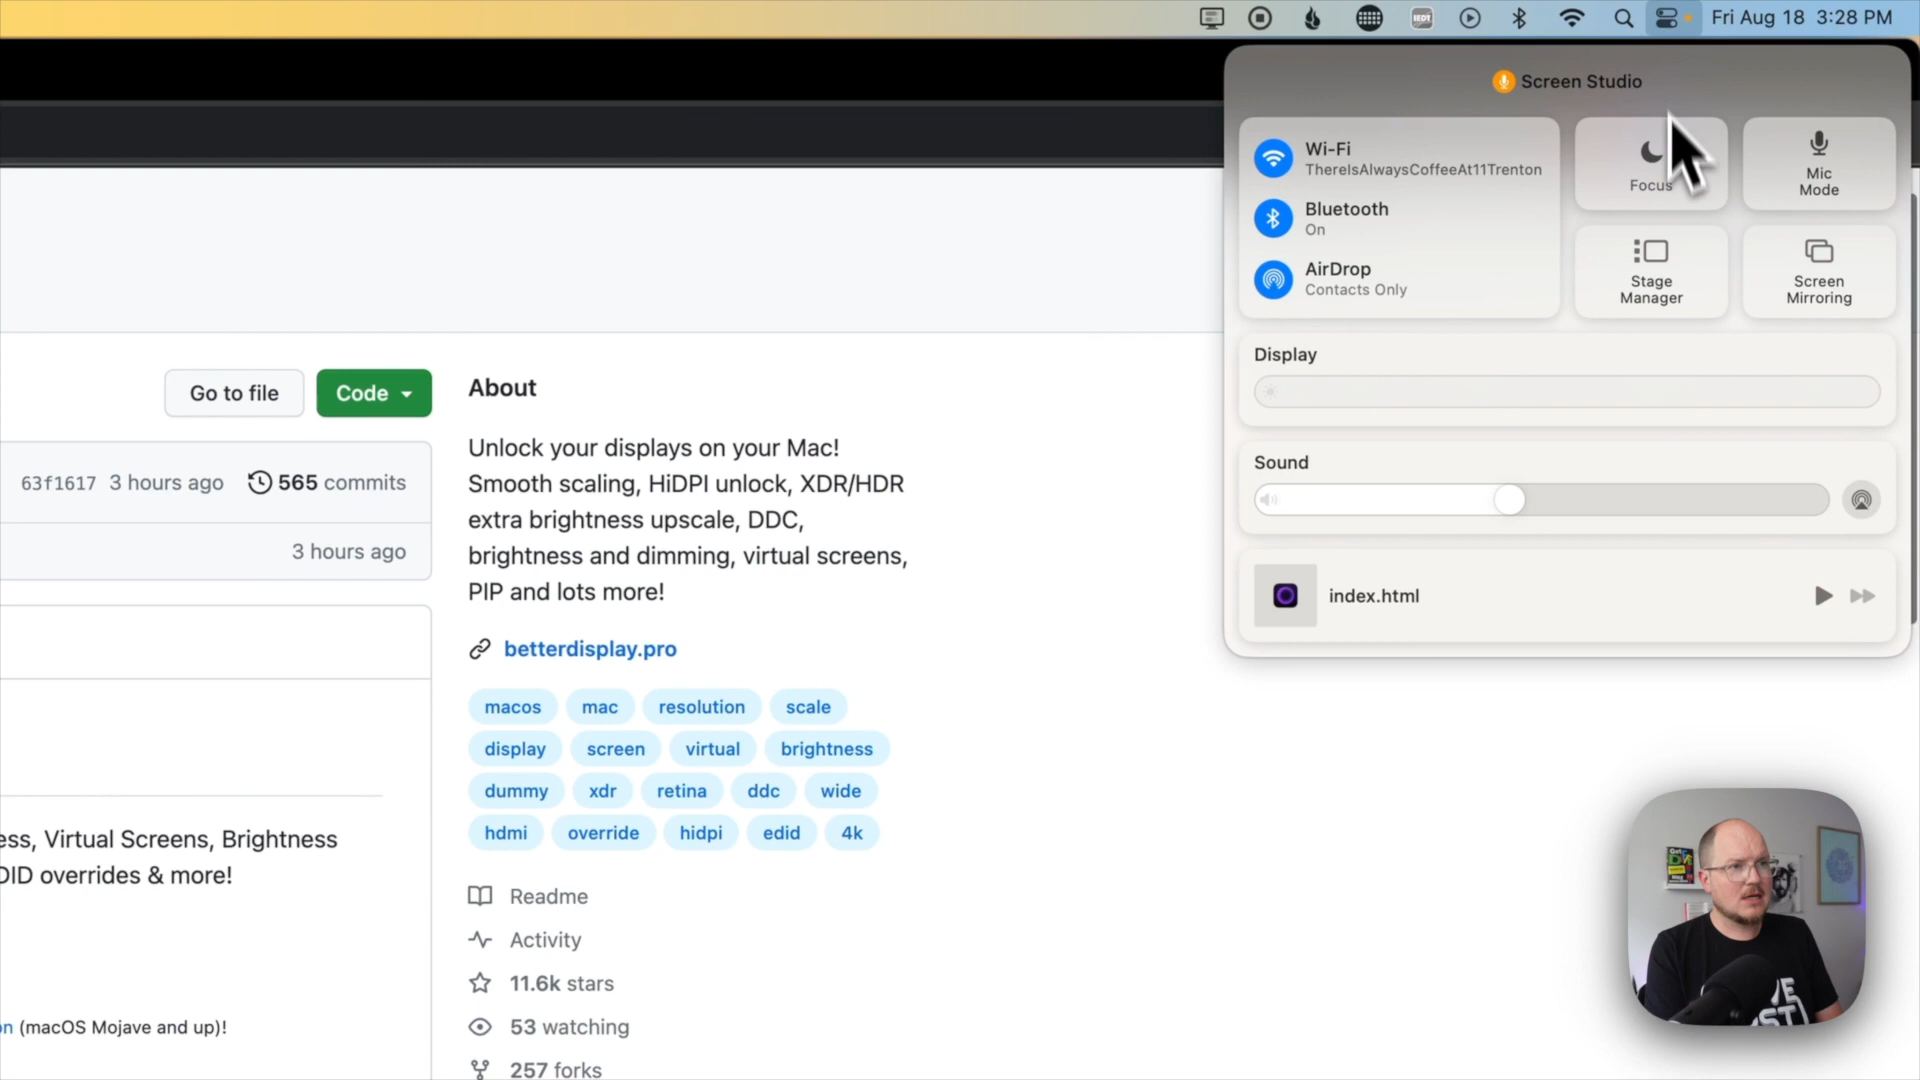 IEDT
Fri Aug 18 3:28 PM
Screen Studio
Wi-Fi
ThereIsAlwaysCoffeeAt11Trenton
Bluetooth
On
AirDrop
Contacts Only
Focus
Mic
Mode
Stage
Manager
Screen
Mirroring
Display
Sound
index.html
Go to file
Code
63f1617 3 hours ago 565 commits
3 hours ago
ess, Virtual Screens, Brightness
DID overrides & more!
on (macOS Mojave and up)!
About
Unlock your displays on your Mac!
Smooth scaling, HiDPI unlock, XDR/HDR
extra brightness upscale, DDC,
brightness and dimming, virtual screens,
PIP and lots more!
betterdisplay.pro
macos mac resolution scale
display screen virtual brightness
dummy xdr retina ddc wide
hdmi override hidpi edid 4k
Readme
Activity
11.6k stars
53 watching
257 forks